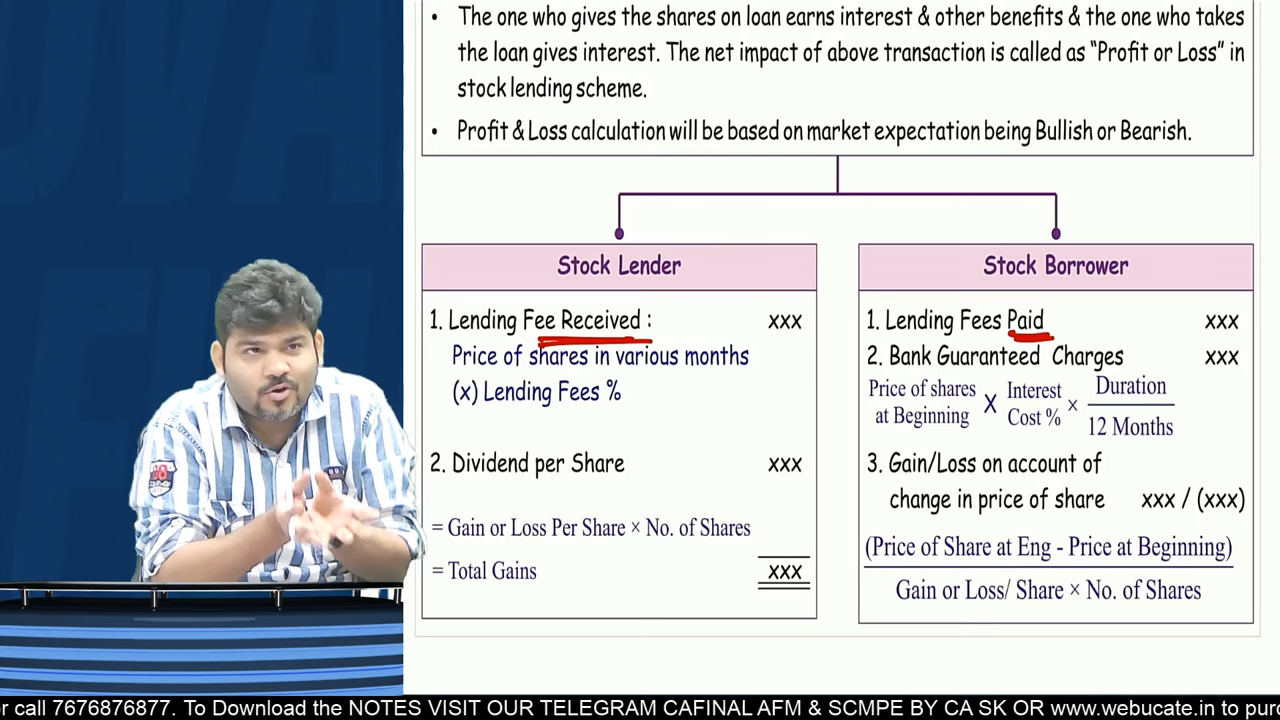 • The one who gives the shares on loan earns interest & other benefits & the one who takes
the loan gives interest. The net impact of above transaction is called as “Profit or Loss” in
stock lending scheme.
• Profit & Loss calculation will be based on market expectation being Bullish or Bearish.
Stock Lender
1. Lending Fee Received : xxx
Price of shares in various months
(x) Lending Fees %
2. Dividend per Share xxx
= Gain or Loss Per Share × No. of Shares
= Total Gains xxx
Stock Borrower
1. Lending Fees Paid xxx
2. Bank Guaranteed Charges xxx
Price of shares at Beginning X Interest Cost % × Duration
12 Months
3. Gain/Loss on account of
change in price of share xxx / (xxx)
(Price of Share at Eng - Price at Beginning)
Gain or Loss/ Share × No. of Shares
or call 7676876877. To Download the NOTES VISIT OUR TELEGRAM CAFINAL AFM & SCMPE BY CA SK OR www.webucate.in to